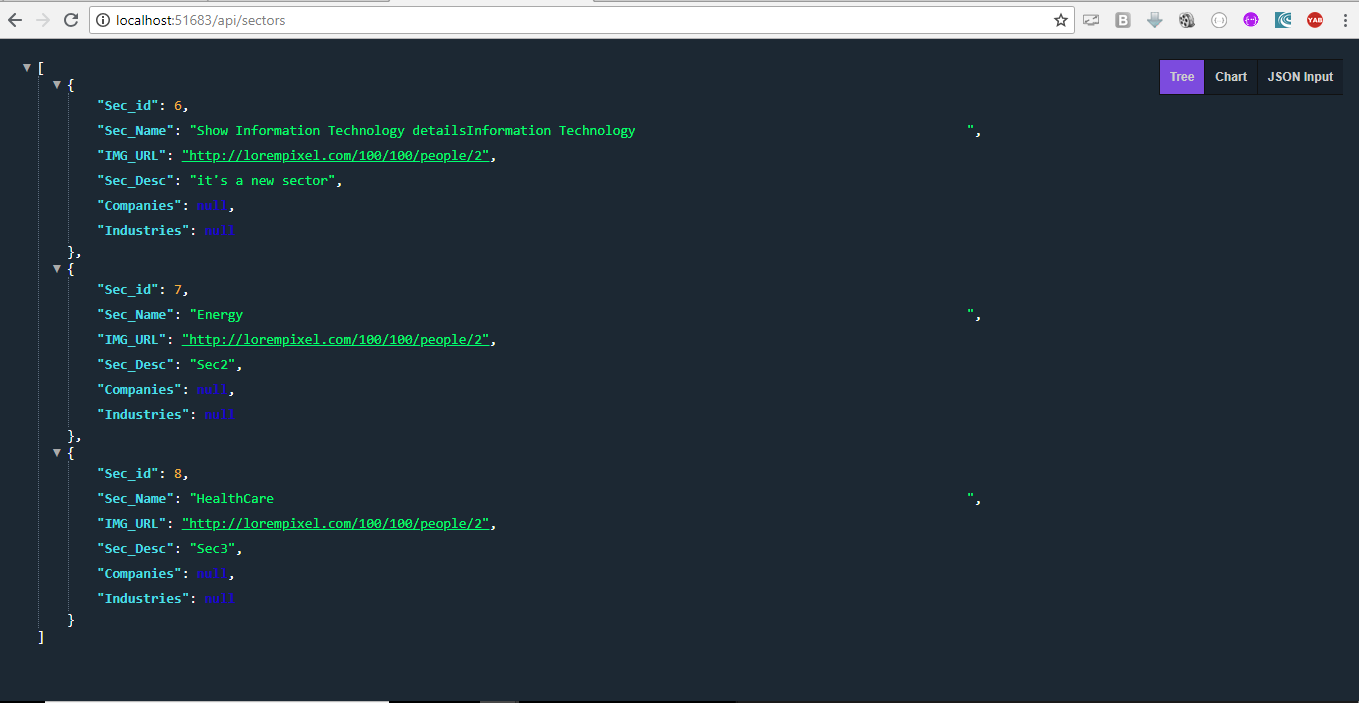 localhost:51683/api/sectors
B
YAB
Tree Chart JSON Input
[
{
"Sec_id": 6,
"Sec_Name": "Show Information Technology detailsInformation Technology                                           ",
"IMG_URL": "http://lorempixel.com/100/100/people/2",
"Sec_Desc": "it's a new sector",
"Companies": null,
"Industries": null
},
{
"Sec_id": 7,
"Sec_Name": "Energy                                                                                              ",
"IMG_URL": "http://lorempixel.com/100/100/people/2",
"Sec_Desc": "Sec2",
"Companies": null,
"Industries": null
},
{
"Sec_id": 8,
"Sec_Name": "HealthCare                                                                                          ",
"IMG_URL": "http://lorempixel.com/100/100/people/2",
"Sec_Desc": "Sec3",
"Companies": null,
"Industries": null
}
]